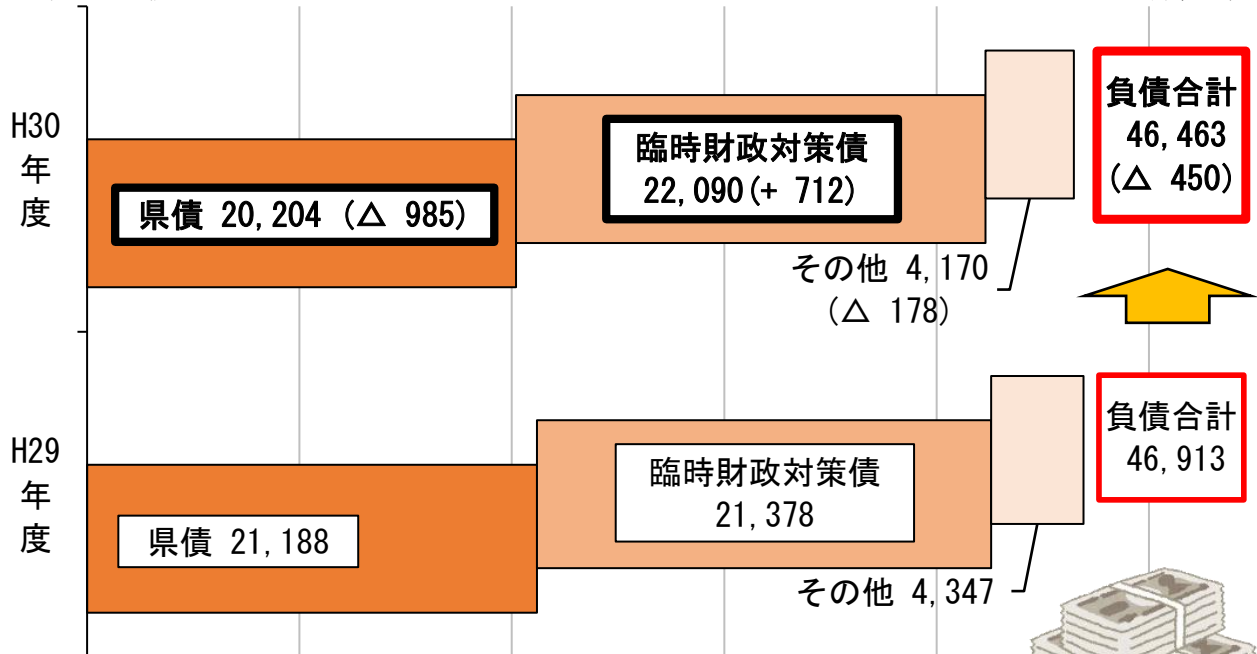 H30
年
度
県債 20,204 (△ 985)
臨時財政対策債
22,090(+ 712)
その他 4,170
(△ 178)
負債合計
46,463
(△ 450)
H29
年
度
県債 21,188
臨時財政対策債
21,378
その他 4,347
負債合計
46,913